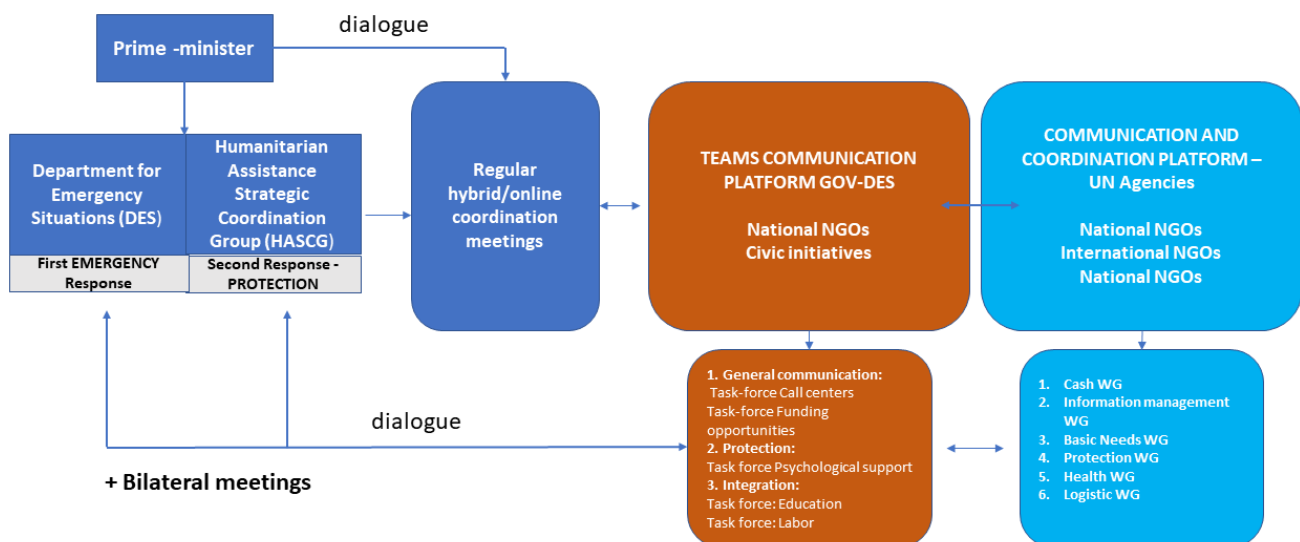 dialogue
Prime -minister
Department for
Emergency
Situations (DES)
First EMERGENCY
Response
Humanitarian
Assistance
Strategic
Coordination
Group (HASCG)
Second Response -
PROTECTION
Regular
hybrid/online
coordination
meetings
TEAMS COMMUNICATION
PLATFORM GOV-DES
National NGOs
Civic initiatives
COMMUNICATION AND
COORDINATION PLATFORM –
UN Agencies
National NGOs
International NGOs
National NGOs
dialogue
+ Bilateral meetings
1. General communication:
Task-force Call centers
Task-force Funding
opportunities
2. Protection:
Task force Psychological support
3. Integration:
Task force: Education
Task force: Labor
1. Cash WG
2. Information management
WG
3. Basic Needs WG
4. Protection WG
5. Health WG
6. Logistic WG